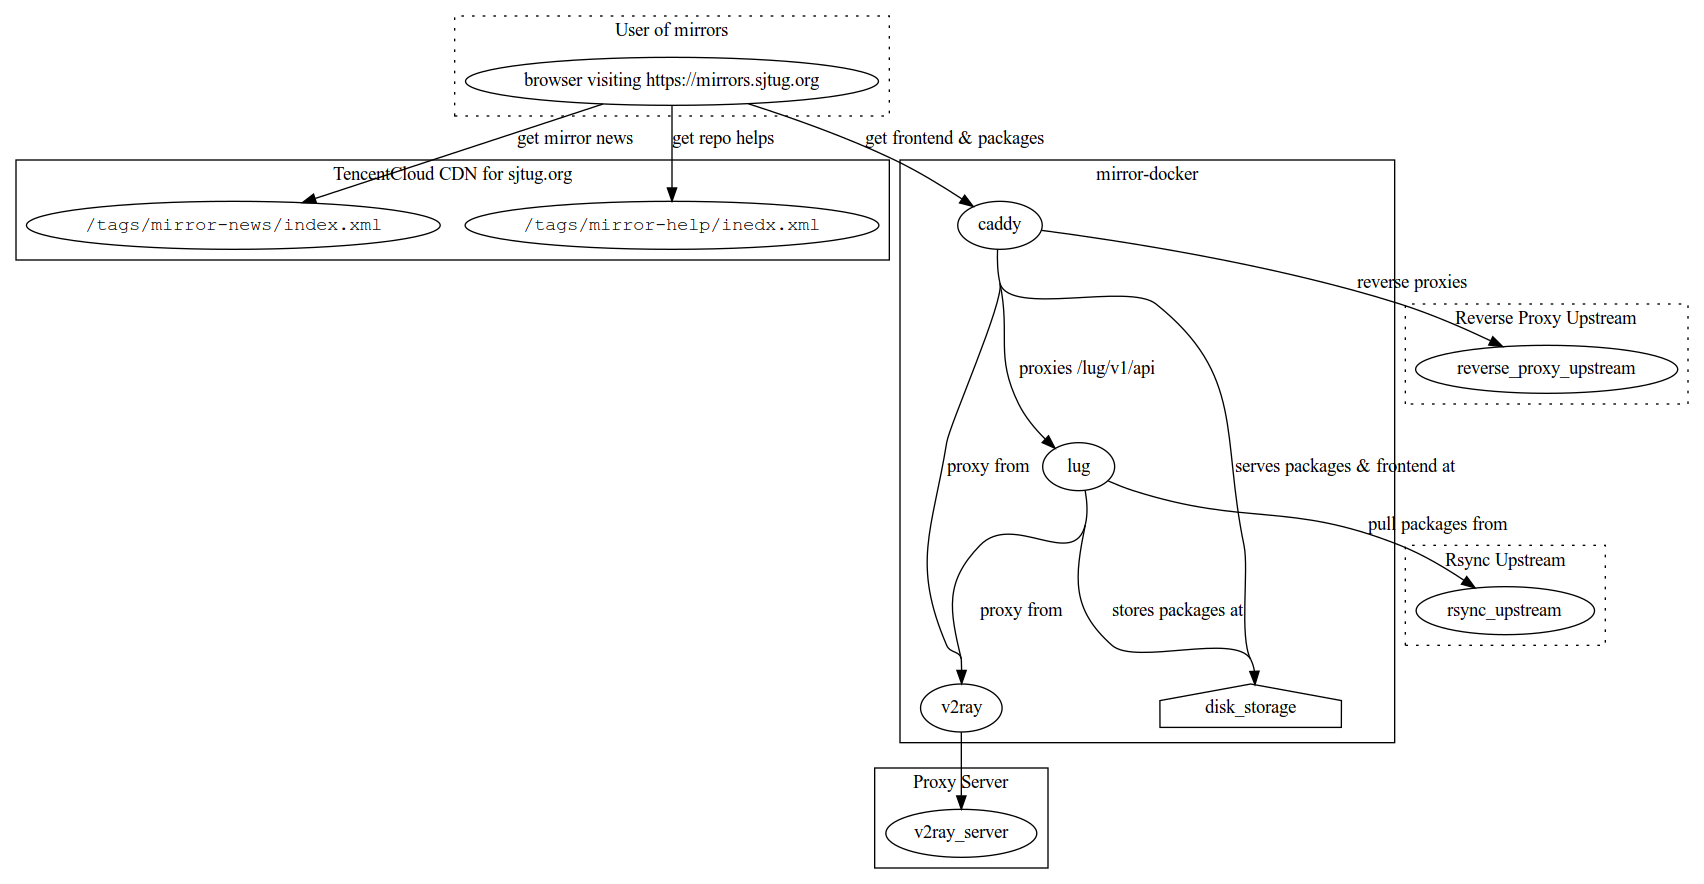 User of mirrors
browser visiting https://mirrors.sjtug.org
get mirror news
get repo helps
get frontend & packages
TencentCloud CDN for sjtug.org
mirror-docker
/tags/mirror-news/index.xml
/tags/mirror-help/inedx.xml
caddy
reverse proxies
Reverse Proxy Upstream
reverse_proxy_upstream
proxies /lug/v1/api
proxy from
lug
serves packages & frontend at
pull packages from
Rsync Upstream
rsync_upstream
proxy from
stores packages at
v2ray
disk_storage
Proxy Server
v2ray_server